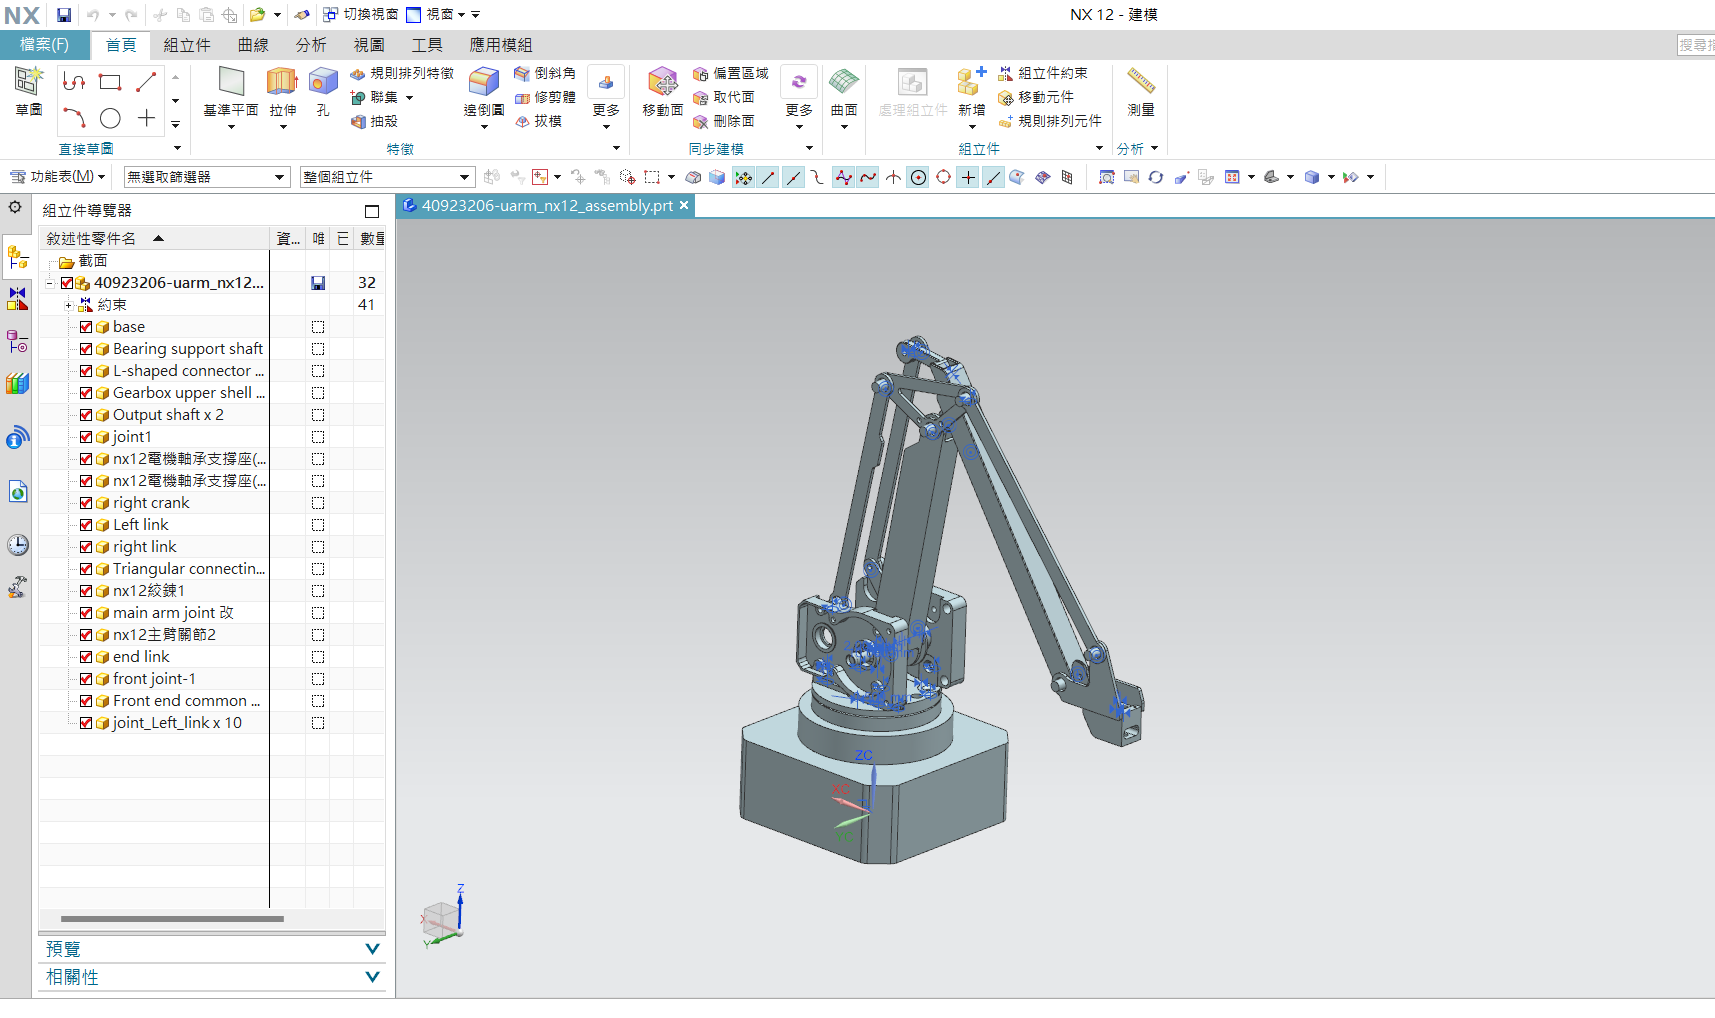 NX 切換視窗 視窗 NX 12 - 建模
檔案(F) 首頁 組立件 曲線 分析 視圖 工具 應用模組 搜尋指
草圖 基準平面 拉伸 孔 規則排列特徵 聯集 抽殼 邊倒圓 倒斜角 修剪體 拔模 更多 移動面 偏置區域 取代面 刪除面 更多 曲面 處理組立件 新增 組立件約束 移動元件 規則排列元件 測量
直接草圖 特徵 同步建模 組立件 分析
功能表(M) 無選取篩選器 整個組立件
組立件導覽器
40923206-uarm_nx12_assembly.prt
敘述性零件名 資... 唯 已 數量
截面
40923206-uarm_nx12... 32
約束 41
base
Bearing support shaft
L-shaped connector ...
Gearbox upper shell ...
Output shaft x 2
joint1
nx12電機軸承支撐座(...
nx12電機軸承支撐座(...
right crank
Left link
right link
Triangular connectin...
nx12絞鍊1
main arm joint 改
nx12主臂關節2
end link
front joint-1
Front end common ...
joint_Left_link x 10
ZC
XC
Z
X
Y
預覽
相關性